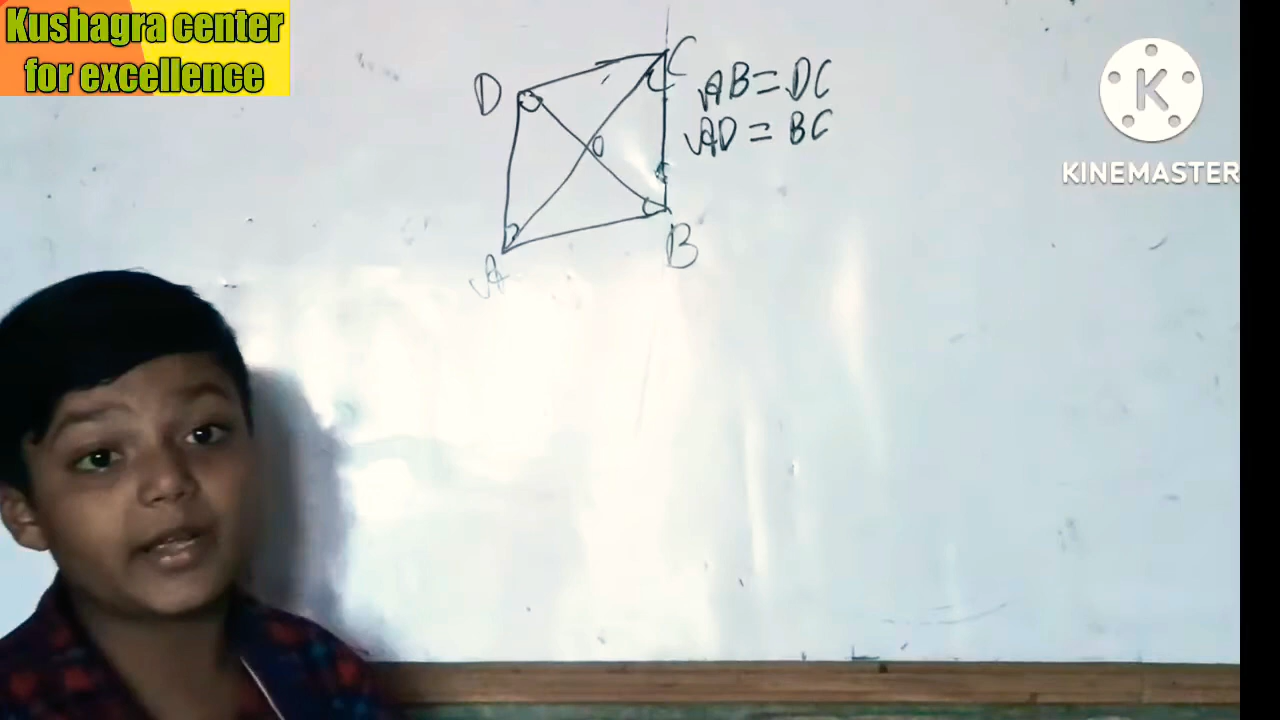 Kushagra center
for excellence
D
C
AB = DC
AD = BC
O
A
B
K
KINEMASTER